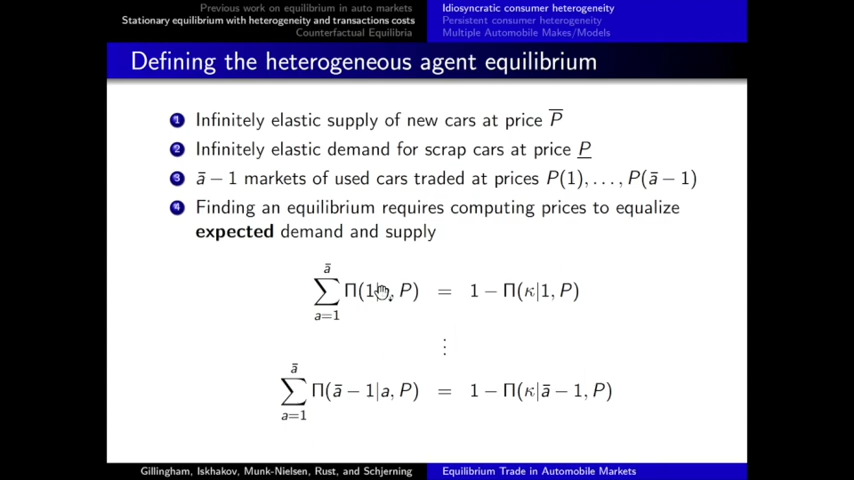 Previous work on equilibrium in auto markets
Stationary equilibrium with heterogeneity and transactions costs
Counterfactual Equilibria
Idiosyncratic consumer heterogeneity
Persistent consumer heterogeneity
Multiple Automobile Makes/Models
Defining the heterogeneous agent equilibrium
1 Infinitely elastic supply of new cars at price P̅
2 Infinitely elastic demand for scrap cars at price P̲
3 ā − 1 markets of used cars traded at prices P(1), . . . , P(ā − 1)
4 Finding an equilibrium requires computing prices to equalize
expected demand and supply
ā
∑ Π(1|, P) = 1 − Π(κ|1, P)
a=1
⋮
ā
∑ Π(ā − 1|a, P) = 1 − Π(κ|ā − 1, P)
a=1
Gillingham, Iskhakov, Munk-Nielsen, Rust, and Schjerning
Equilibrium Trade in Automobile Markets